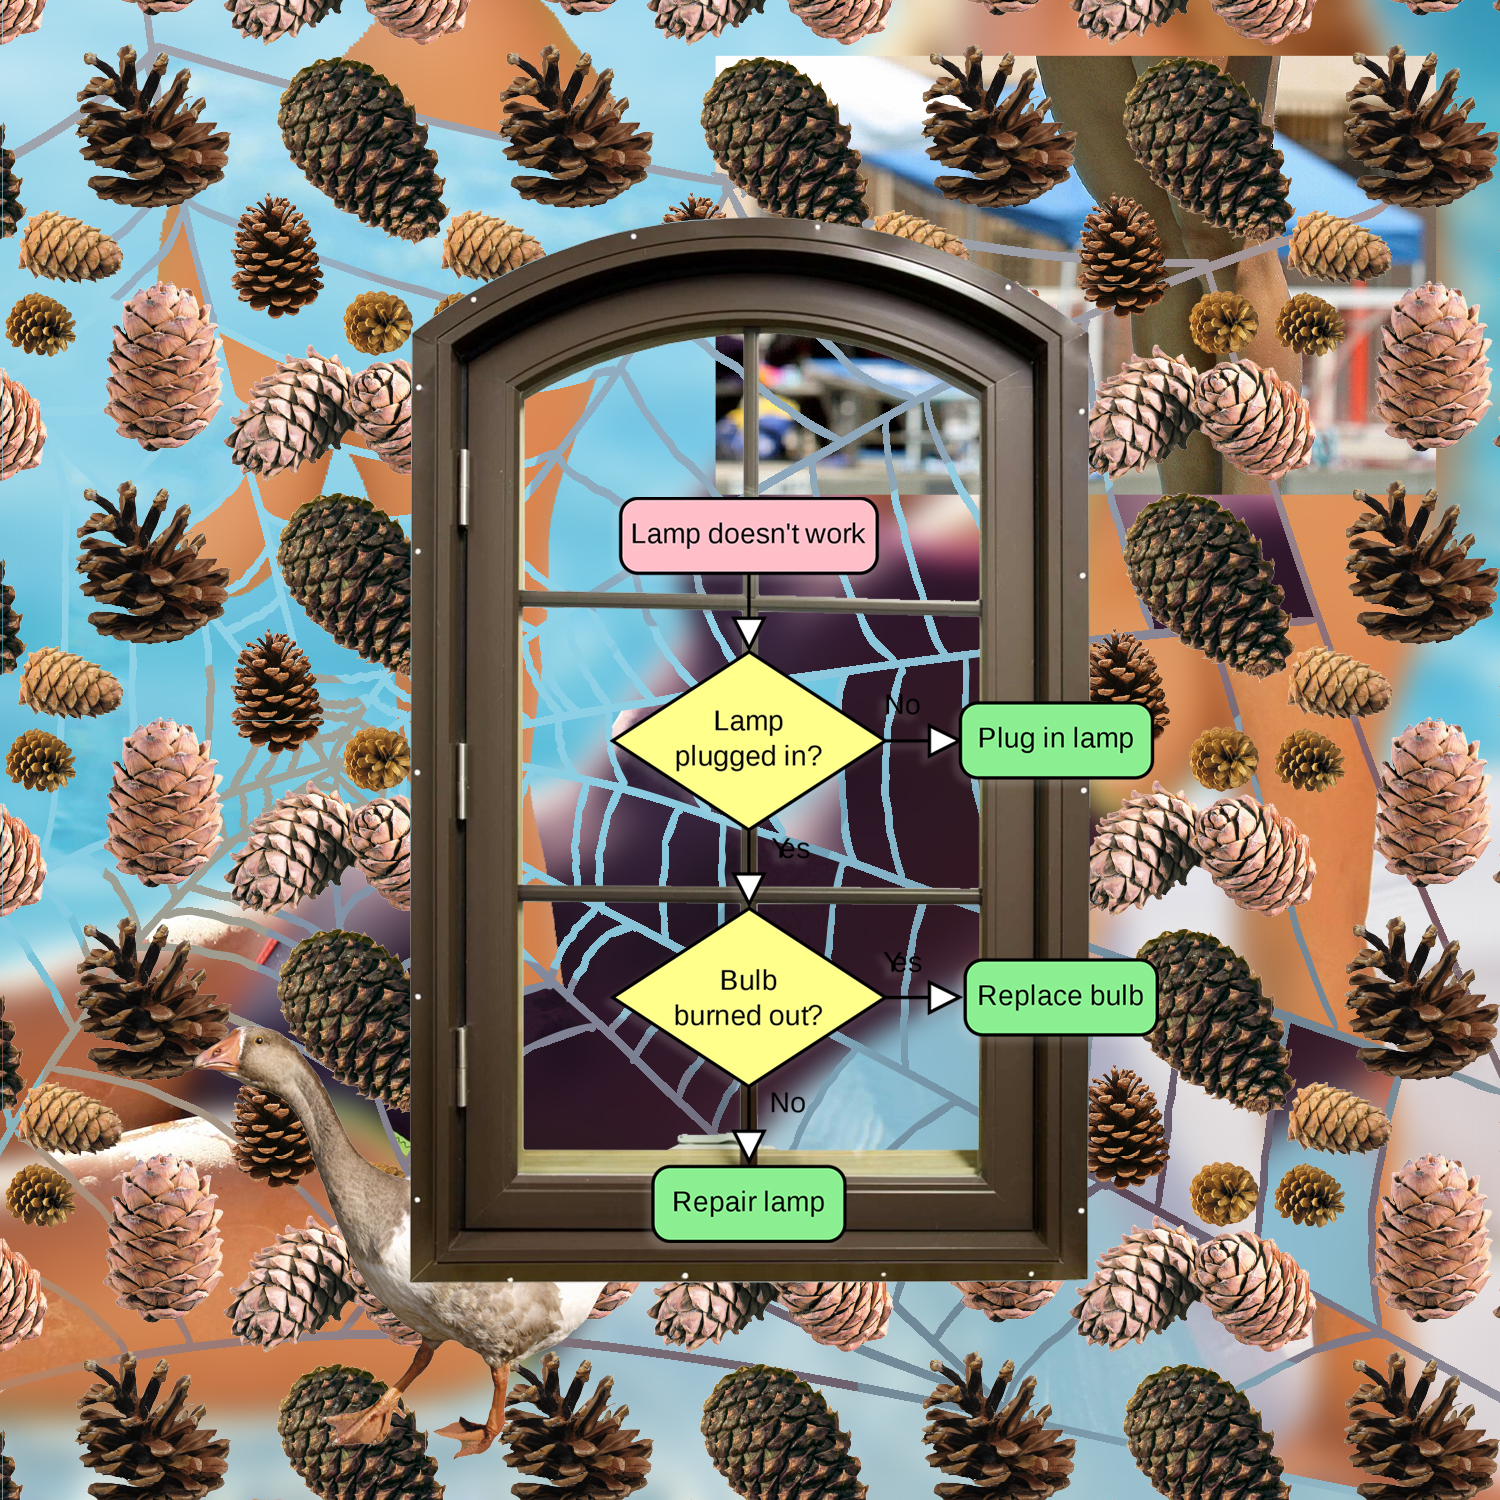 Lamp doesn't work
Lamp
plugged in?
No
Plug in lamp
Yes
Bulb
burned out?
Yes
Replace bulb
No
Repair lamp